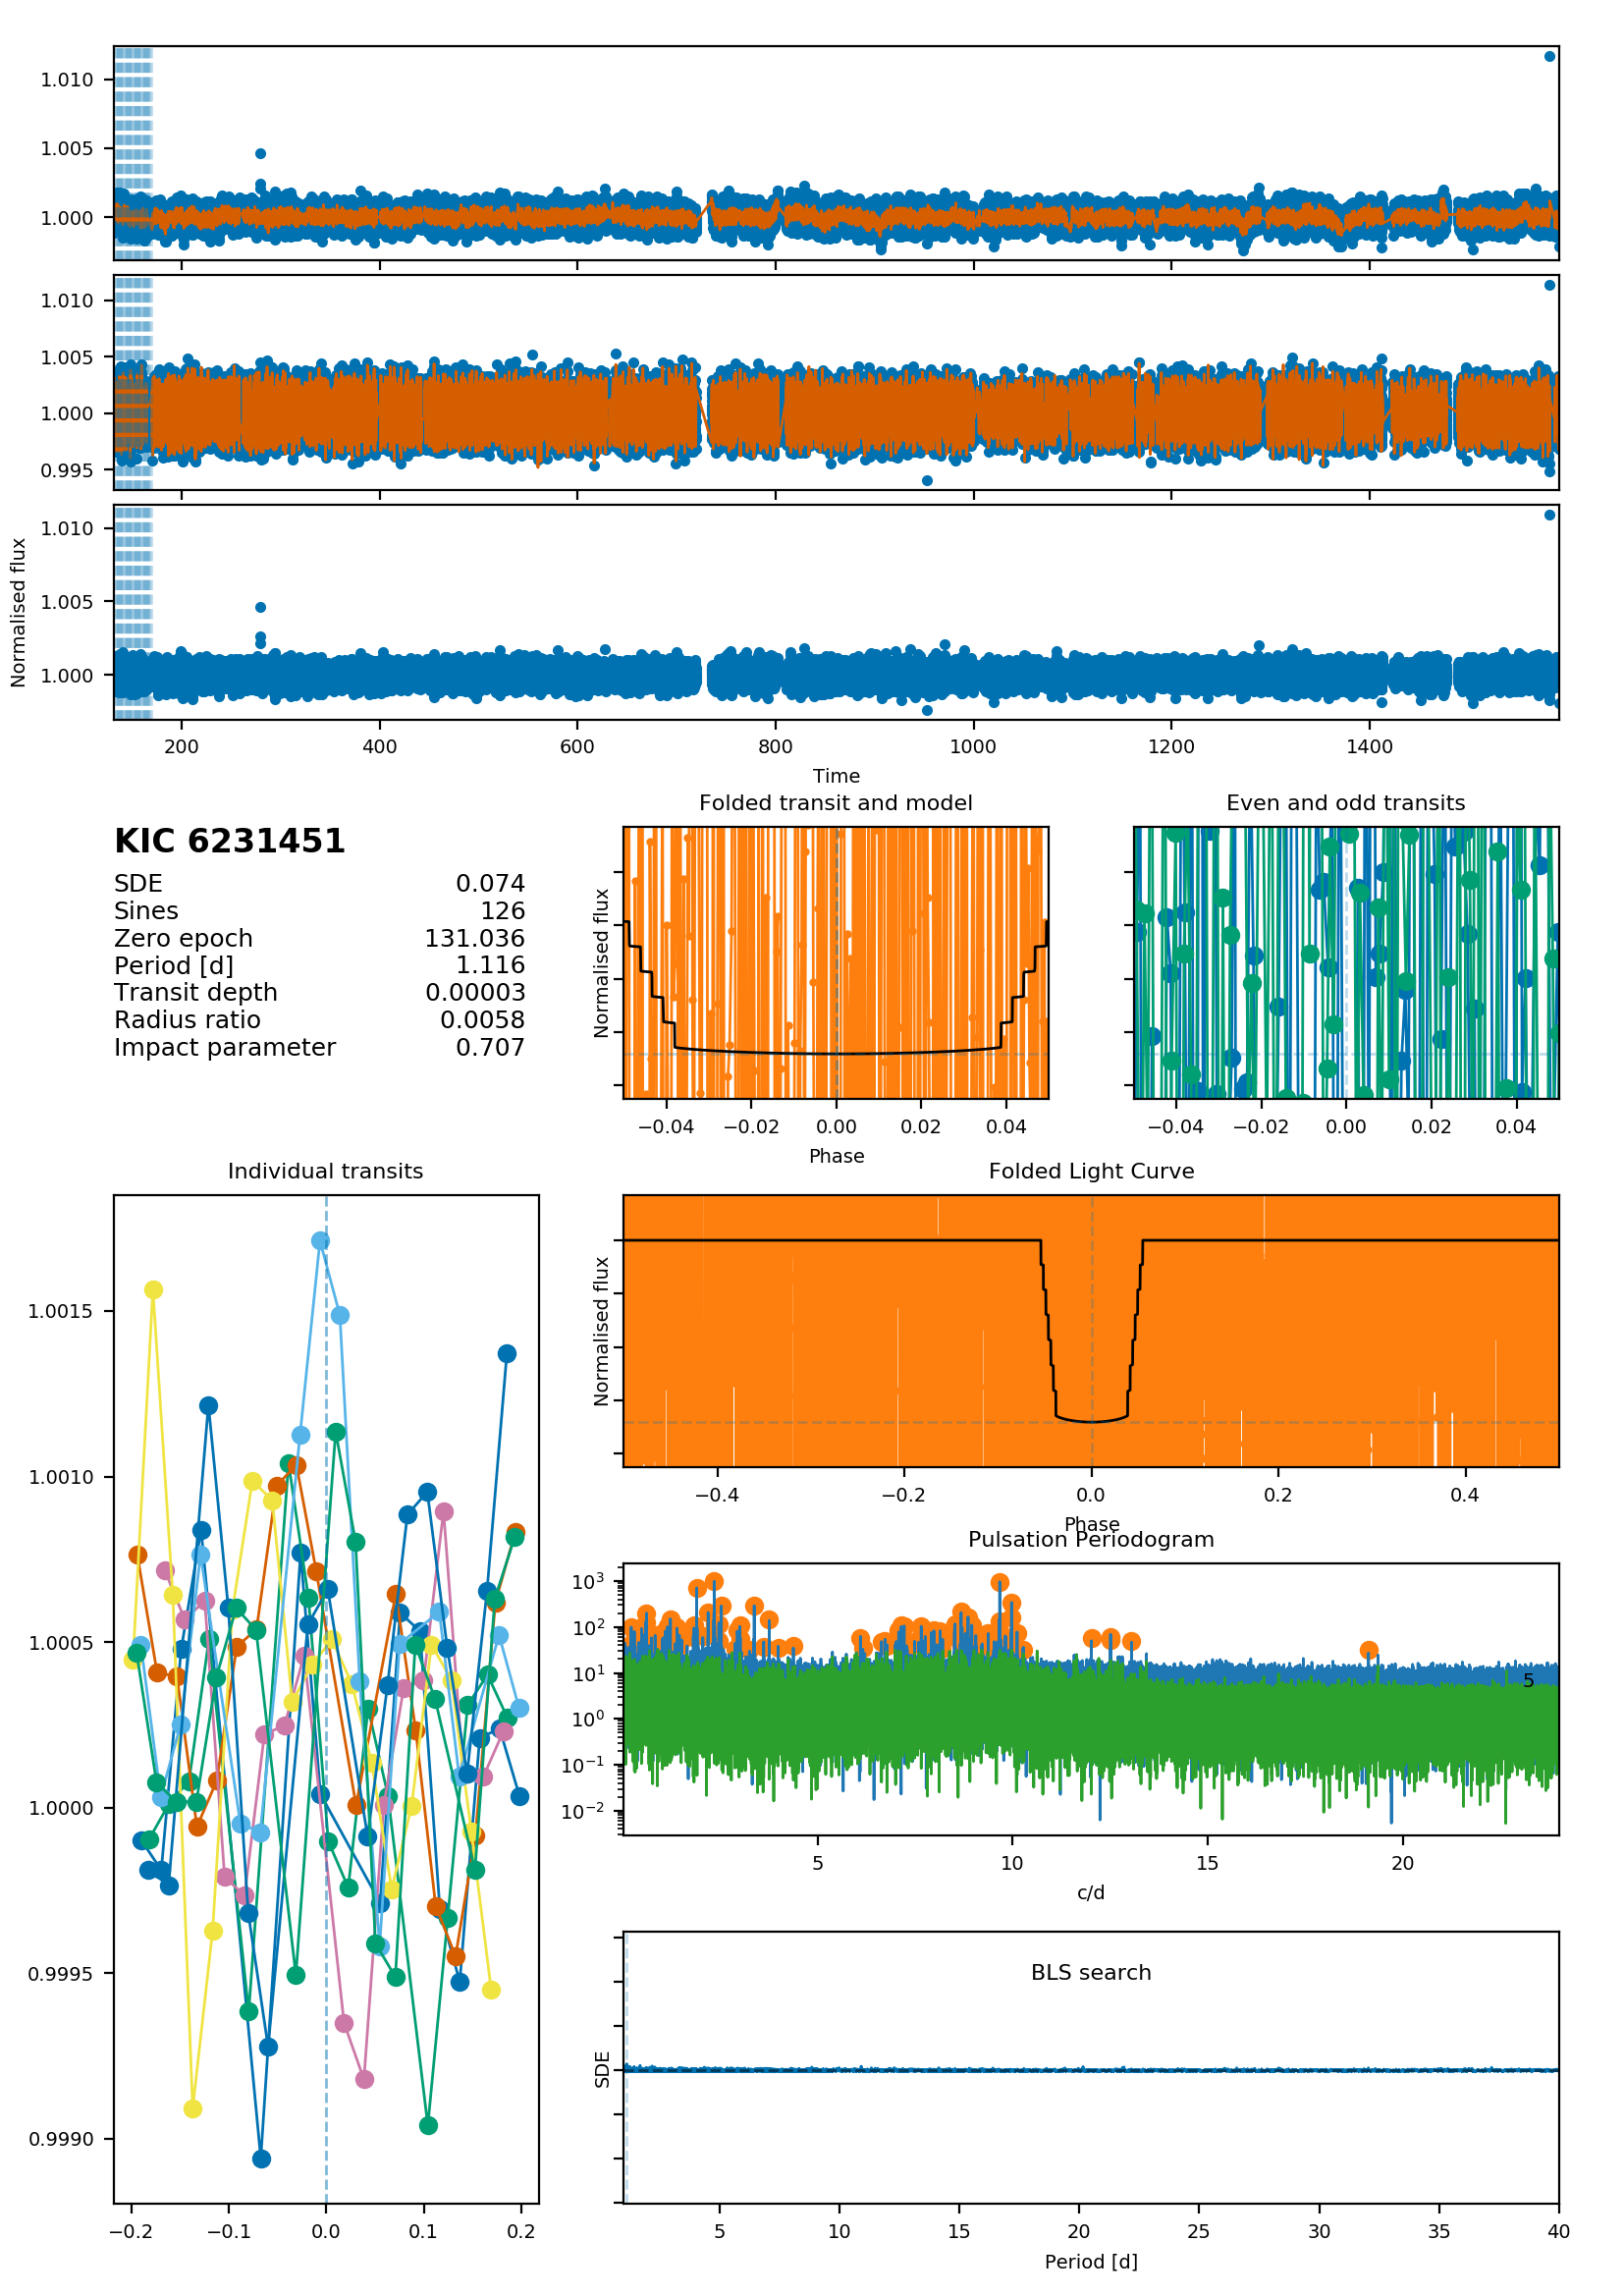 1.010
1.005
1.000
1.010
1.005
1.000
0.995
1.010
1.005
1.000
Normalised flux
200 400 600 800 1000 1200 1400
Time
KIC 6231451
SDE 0.074
Sines 126
Zero epoch 131.036
Period [d] 1.116
Transit depth 0.00003
Radius ratio 0.0058
Impact parameter 0.707
Folded transit and model
Normalised flux
−0.04 −0.02 0.00 0.02 0.04
Phase
Even and odd transits
−0.04 −0.02 0.00 0.02 0.04
Individual transits
1.0015
1.0010
1.0005
1.0000
0.9995
0.9990
−0.2 −0.1 0.0 0.1 0.2
Folded Light Curve
Normalised flux
−0.4 −0.2 0.0 0.2 0.4
Phase
Pulsation Periodogram
10³
10²
10¹
10⁰
10⁻¹
10⁻²
5
5 10 15 20
c/d
BLS search
SDE
5 10 15 20 25 30 35 40
Period [d]